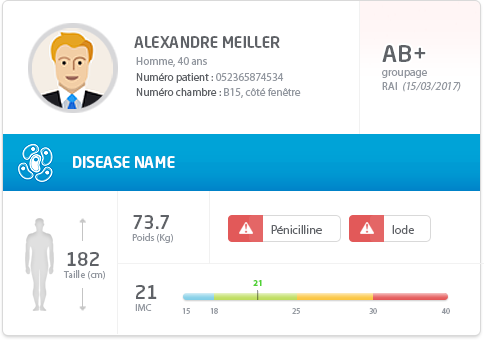 ALEXANDRE MEILLER
Homme, 40 ans
Numéro patient : 052365874534
Numéro chambre : B15, côté fenêtre
AB+
groupage
RAI (15/03/2017)
DISEASE NAME
182
Taille (cm)
73.7
Poids (Kg)
Pénicilline
Iode
21
IMC
21
15 18 25 30 40